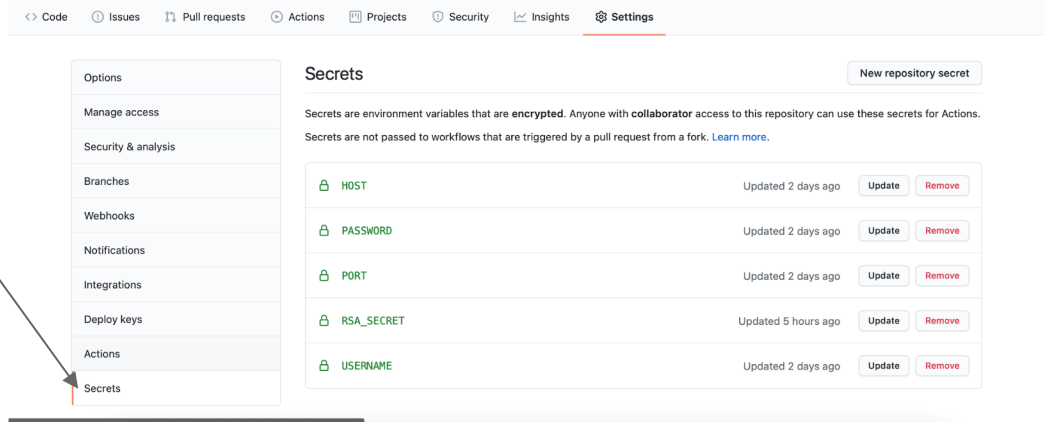 Code Issues Pull requests Actions Projects Security Insights Settings
Options
Manage access
Security & analysis
Branches
Webhooks
Notifications
Integrations
Deploy keys
Actions
Secrets
Secrets New repository secret
Secrets are environment variables that are encrypted. Anyone with collaborator access to this repository can use these secrets for Actions.
Secrets are not passed to workflows that are triggered by a pull request from a fork. Learn more.
HOST Updated 2 days ago Update Remove
PASSWORD Updated 2 days ago Update Remove
PORT Updated 2 days ago Update Remove
RSA_SECRET Updated 5 hours ago Update Remove
USERNAME Updated 2 days ago Update Remove